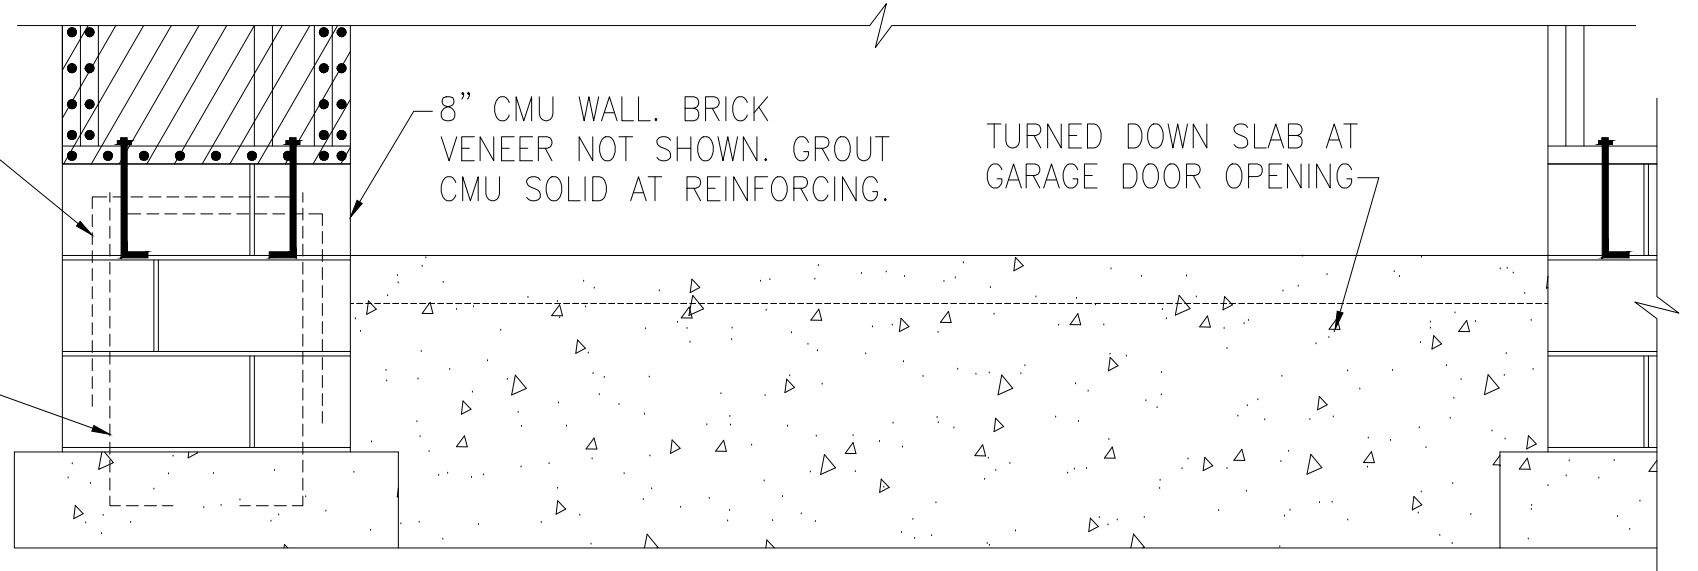 8” CMU WALL. BRICK
VENEER NOT SHOWN. GROUT
CMU SOLID AT REINFORCING.
TURNED DOWN SLAB AT
GARAGE DOOR OPENING